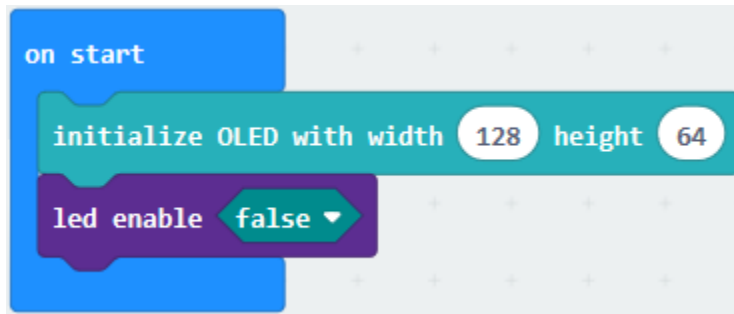 on start
initialize OLED with width 128 height 64
led enable false